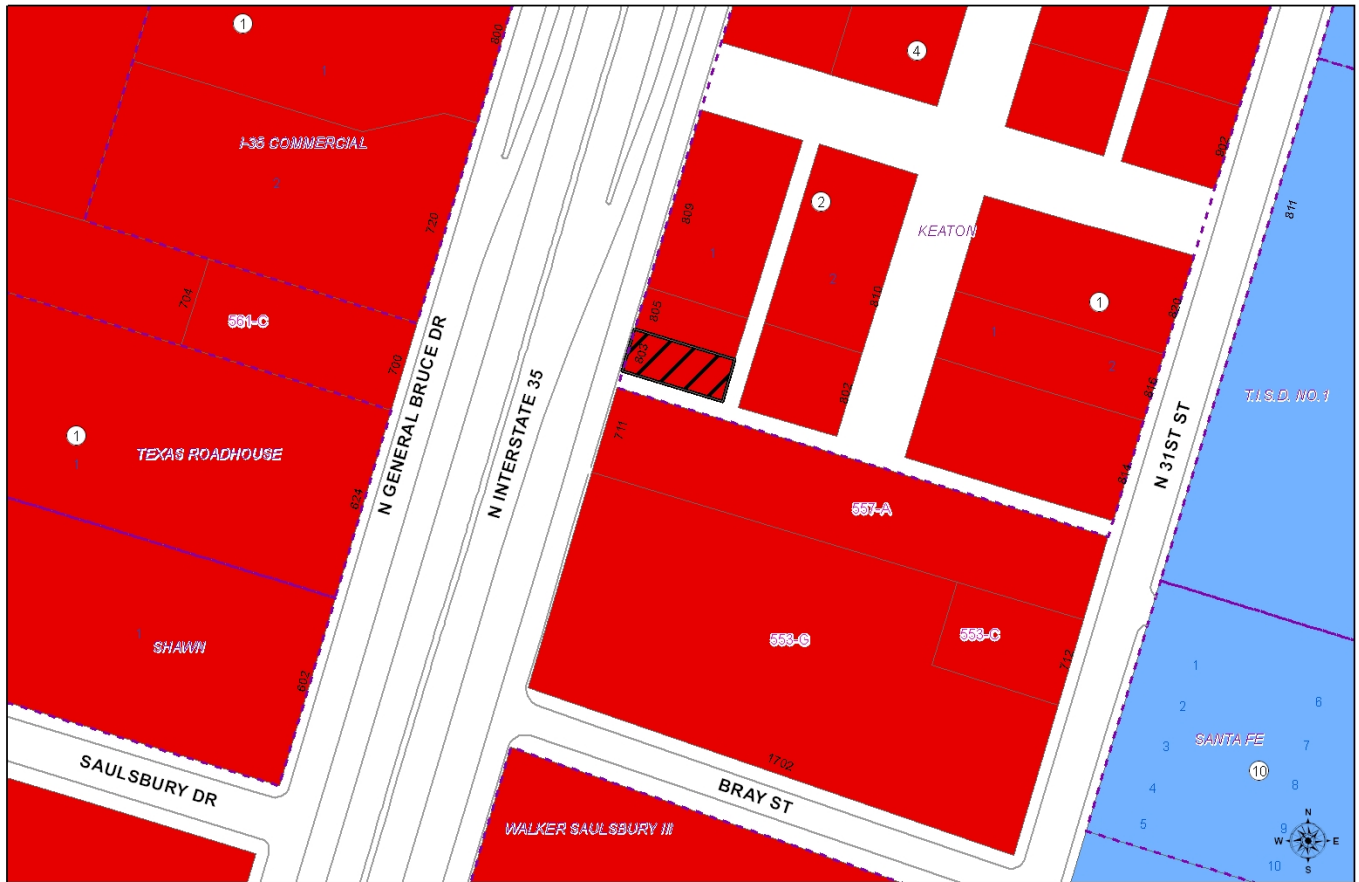 1
800
1
4
I-35 COMMERCIAL
2
902
811
720
809
1
2
KEATON
2
810
704
561-C
805
803
1
820
1
2
816
700
802
T.I.S.D. NO.1
N GENERAL BRUCE DR
N INTERSTATE 35
711
1
1
TEXAS ROADHOUSE
814
N 31ST ST
624
557-A
1
SHAWN
553-G
553-C
712
602
1
6
2
SANTA FE
3
7
10
4
8
5
9
10
1702
SAULSBURY DR
BRAY ST
WALKER SAULSBURY III
N
W
E
S